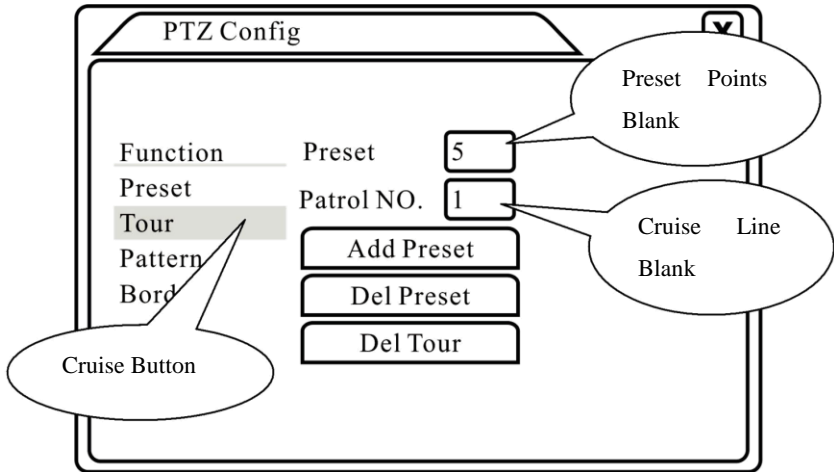 PTZ Config
X
Preset Points
Blank
Function
Preset
5
Preset
Patrol NO.
1
Tour
Cruise Line
Blank
Pattern
Add Preset
Del Preset
Del Tour
Cruise Button